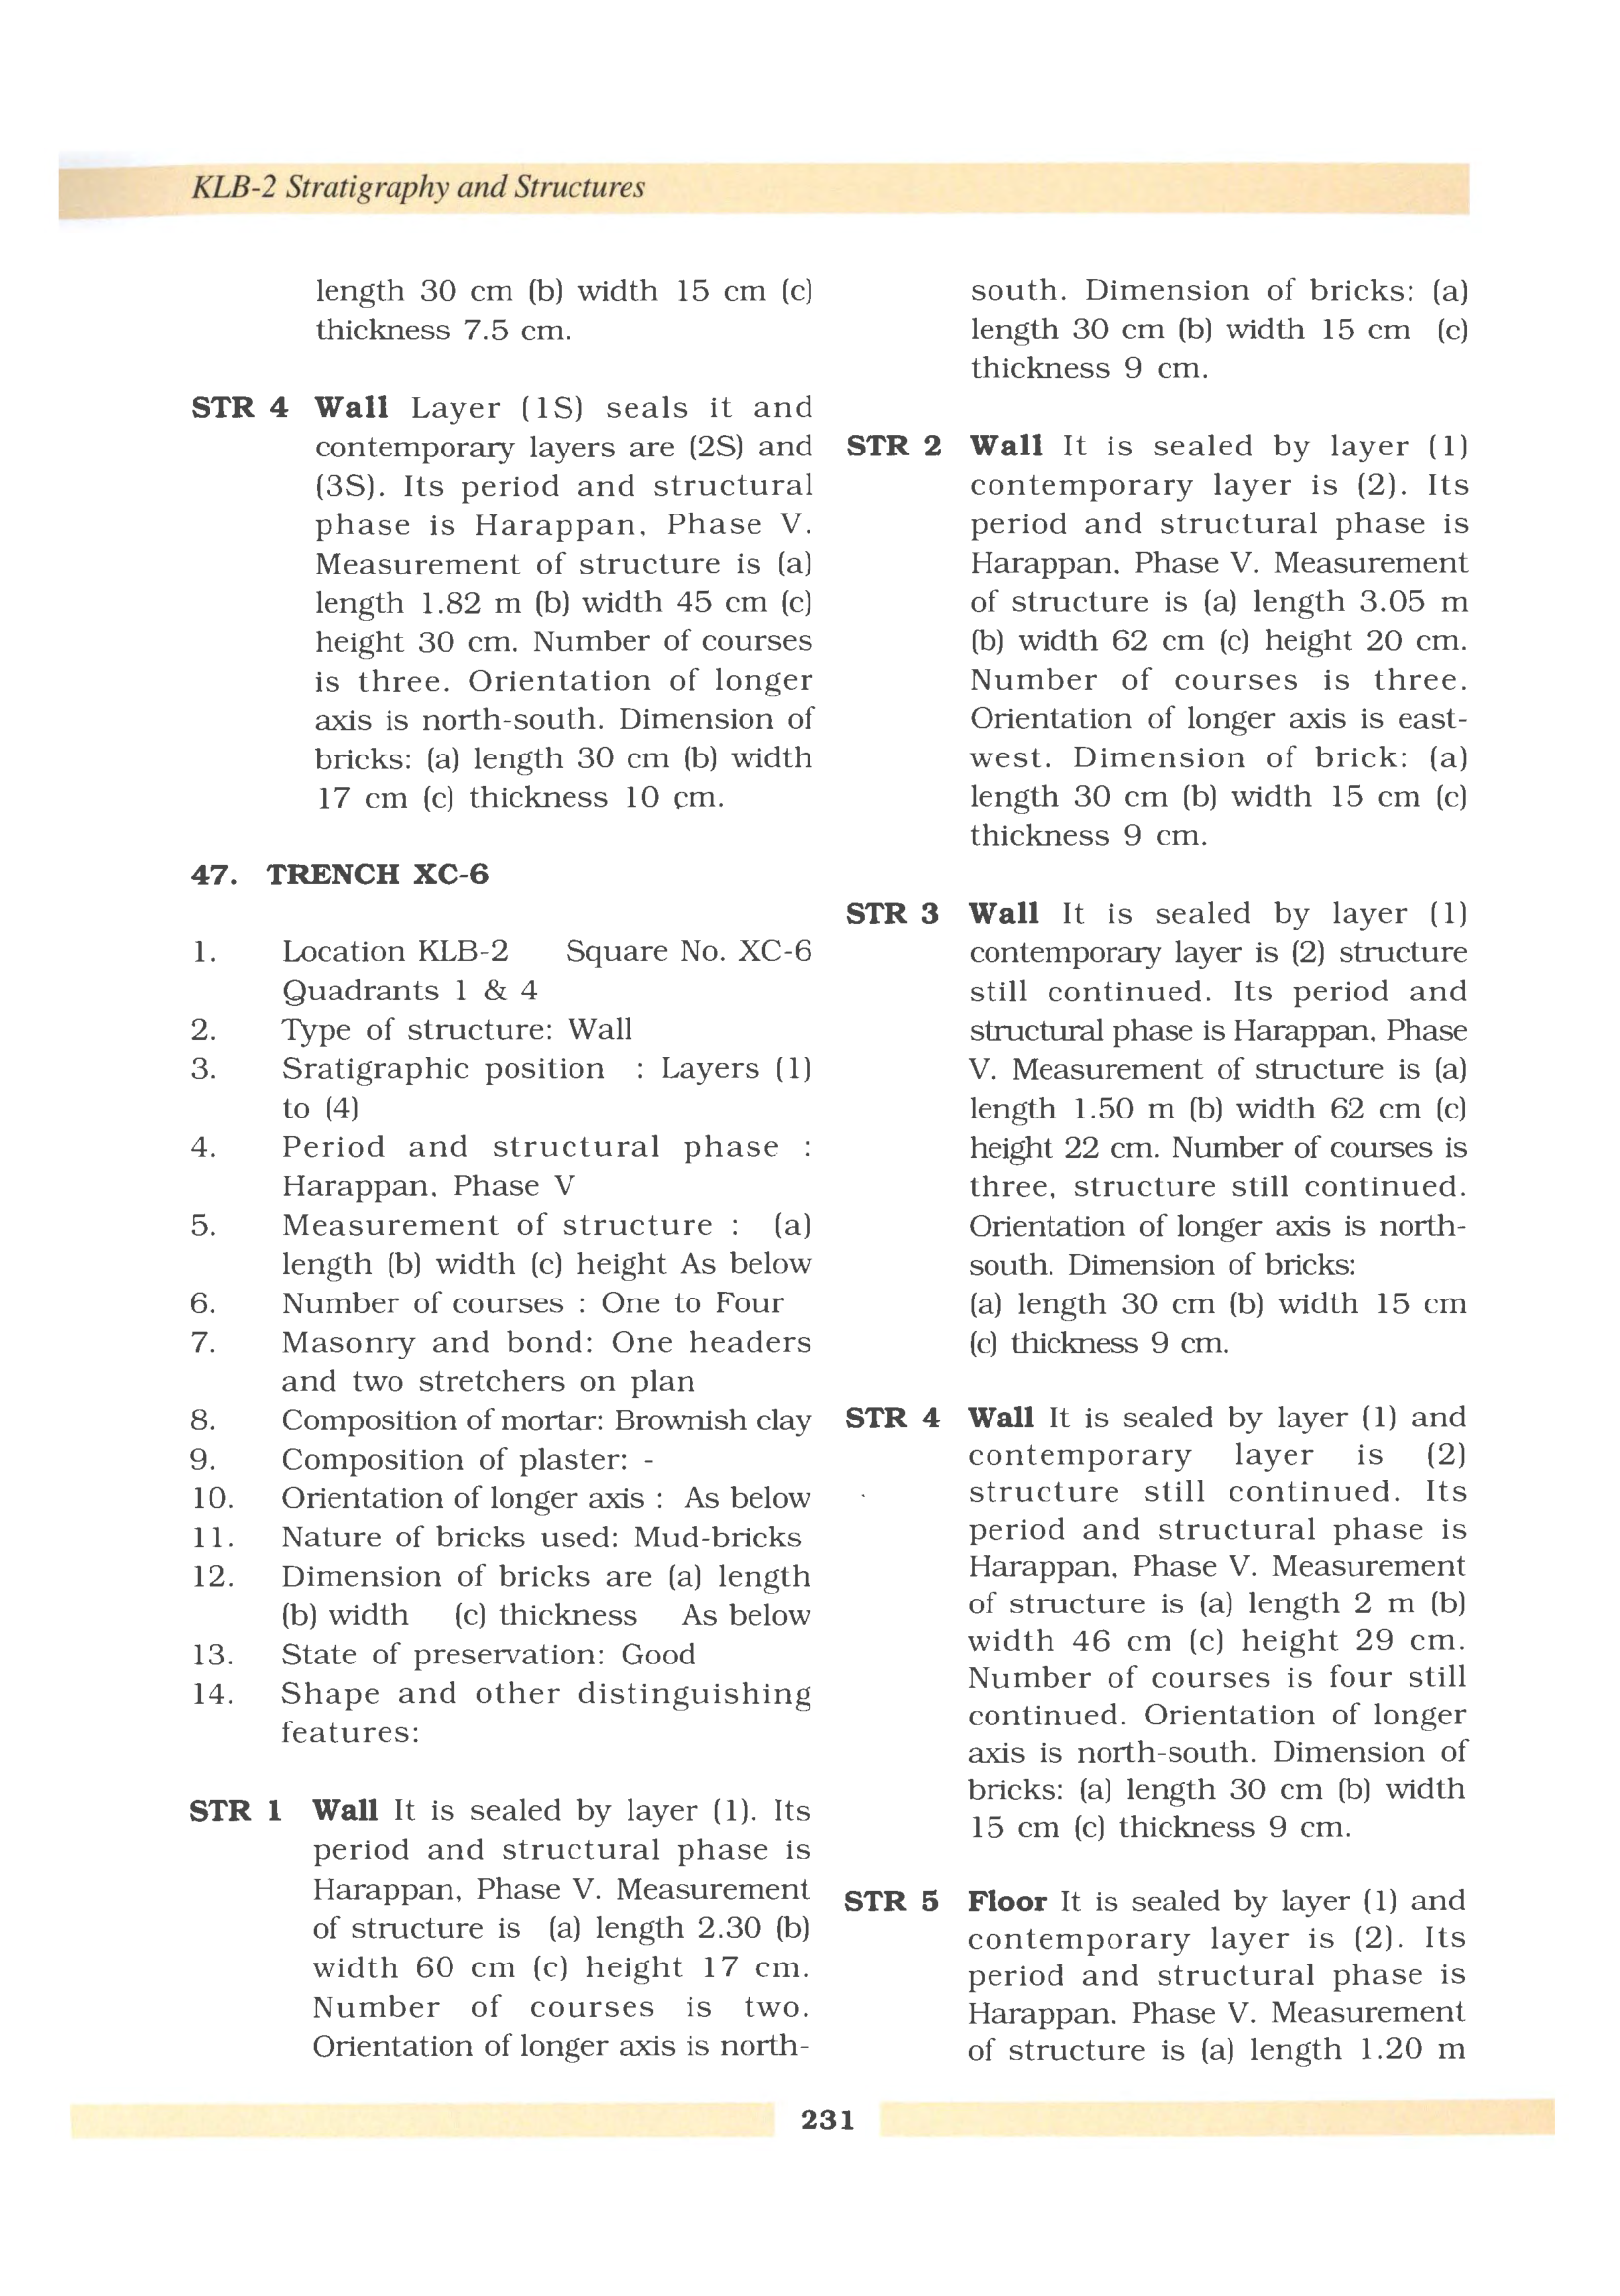 KLB-2 Stratigraphy and Structures
length 30 cm (b) width 15 cm (c)
thickness 7.5 cm.
STR 4 Wall Layer (1S) seals it and
contemporary layers are (2S) and
(3S). Its period and structural
phase is Harappan, Phase V.
Measurement of structure is (a)
length 1.82 m (b) width 45 cm (c)
height 30 cm. Number of courses
is three. Orientation of longer
axis is north-south. Dimension of
bricks: (a) length 30 cm (b) width
17 cm (c) thickness 10 cm.
47. TRENCH XC-6
1. Location KLB-2 Square No. XC-6
Quadrants 1 & 4
2. Type of structure: Wall
3. Sratigraphic position : Layers (1)
to (4)
4. Period and structural phase :
Harappan, Phase V
5. Measurement of structure : (a)
length (b) width (c) height As below
6. Number of courses : One to Four
7. Masonry and bond: One headers
and two stretchers on plan
8. Composition of mortar: Brownish clay
9. Composition of plaster: -
10. Orientation of longer axis : As below
11. Nature of bricks used: Mud-bricks
12. Dimension of bricks are (a) length
(b) width (c) thickness As below
13. State of preservation: Good
14. Shape and other distinguishing
features:
STR 1 Wall It is sealed by layer (1). Its
period and structural phase is
Harappan, Phase V. Measurement
of structure is (a) length 2.30 (b)
width 60 cm (c) height 17 cm.
Number of courses is two.
Orientation of longer axis is north-
south. Dimension of bricks: (a)
length 30 cm (b) width 15 cm (c)
thickness 9 cm.
STR 2 Wall It is sealed by layer (1)
contemporary layer is (2). Its
period and structural phase is
Harappan, Phase V. Measurement
of structure is (a) length 3.05 m
(b) width 62 cm (c) height 20 cm.
Number of courses is three.
Orientation of longer axis is east-
west. Dimension of brick: (a)
length 30 cm (b) width 15 cm (c)
thickness 9 cm.
STR 3 Wall It is sealed by layer (1)
contemporary layer is (2) structure
still continued. Its period and
structural phase is Harappan, Phase
V. Measurement of structure is (a)
length 1.50 m (b) width 62 cm (c)
height 22 cm. Number of courses is
three, structure still continued.
Orientation of longer axis is north-
south. Dimension of bricks:
(a) length 30 cm (b) width 15 cm
(c) thickness 9 cm.
STR 4 Wall It is sealed by layer (1) and
contemporary layer is (2)
structure still continued. Its
period and structural phase is
Harappan, Phase V. Measurement
of structure is (a) length 2 m (b)
width 46 cm (c) height 29 cm.
Number of courses is four still
continued. Orientation of longer
axis is north-south. Dimension of
bricks: (a) length 30 cm (b) width
15 cm (c) thickness 9 cm.
STR 5 Floor It is sealed by layer (1) and
contemporary layer is (2). Its
period and structural phase is
Harappan, Phase V. Measurement
of structure is (a) length 1.20 m
231